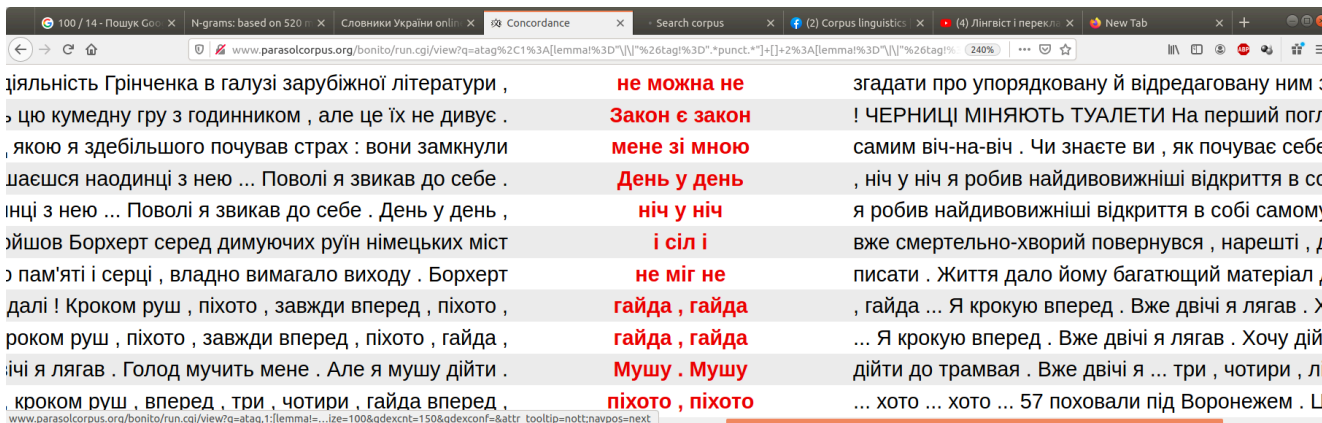 100 / 14 - Пошук Goo
N-grams: based on 520 m
Словники України onlin
Concordance
Search corpus
(2) Corpus linguistics
(4) Лінгвіст і перекла
New Tab
www.parasolcorpus.org/bonito/run.cgi/view?q=atag%2C1%3A[lemma!%3D"\|\|"%26tag!%3D".*punct.*"]+[]+2%3A[lemma!%3D"\|\|"%26tag!% 240%
діяльність Грінченка в галузі зарубіжної літератури , не можна не згадати про упорядковану й відредаговану ним
ь цю кумедну гру з годинником , але це їх не дивує . Закон є закон ! ЧЕРНИЦІ МІНЯЮТЬ ТУАЛЕТИ На перший погл
, якою я здебільшого почував страх : вони замкнули мене зі мною самим віч-на-віч . Чи знаєте ви , як почуває себе
шаєшся наодинці з нею ... Поволі я звикав до себе . День у день , ніч у ніч я робив найдивовижніші відкриття в со
нці з нею ... Поволі я звикав до себе . День у день , ніч у ніч я робив найдивовижніші відкриття в собі самому
ойшов Борхерт серед димуючих руїн німецьких міст і сіл і вже смертельно-хворий повернувся , нарешті ,
о пам'яті і серці , владно вимагало виходу . Борхерт не міг не писати . Життя дало йому багатющий матеріал
далі ! Кроком руш , піхото , завжди вперед , піхото , гайда , гайда , гайда ... Я крокую вперед . Вже двічі я лягав . Х
роком руш , піхото , завжди вперед , піхото , гайда , гайда , гайда ... Я крокую вперед . Вже двічі я лягав . Хочу дій
ічі я лягав . Голод мучить мене . Але я мушу дійти . Мушу . Мушу дійти до трамвая . Вже двічі я ... три , чотири ,
, кроком руш , вперед , три , чотири , гайда вперед , піхото , піхото ... хото ... хото ... 57 поховали під Воронежем .
www.parasolcorpus.org/bonito/run.cgi/view?q=atag,1:[lemma!=...ize=100&qdexcnt=150&qdexconf=&attr_tooltip=nott;navpos=next